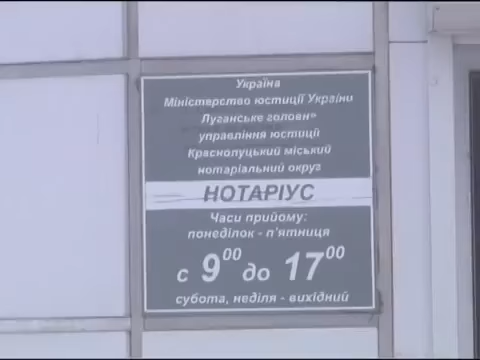 Україна
Міністерство юстиції України
Луганське головне
управління юстиції
Краснолуцький міський
нотаріальний округ
НОТАРІУС
Часи прийому:
понеділок - п'ятниця
с 9⁰⁰ до 17⁰⁰
субота, неділя - вихідний